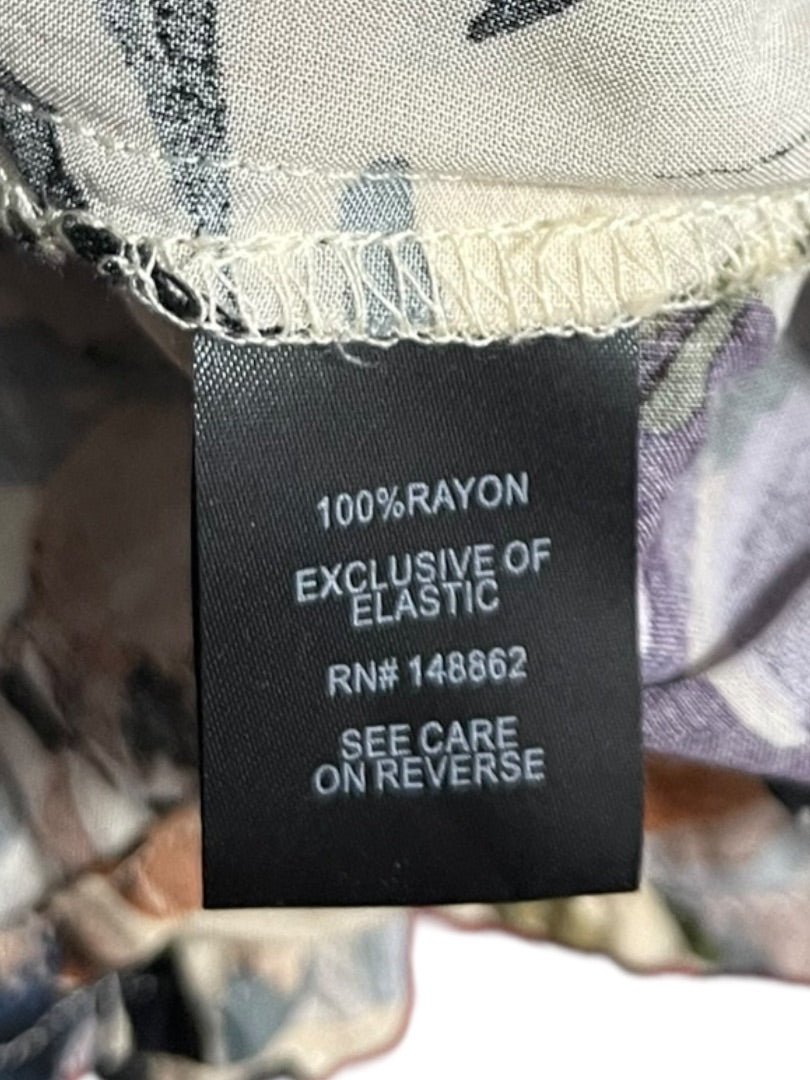 100%RAYON
EXCLUSIVE OF
ELASTIC
RN# 148862
SEE CARE
ON REVERSE